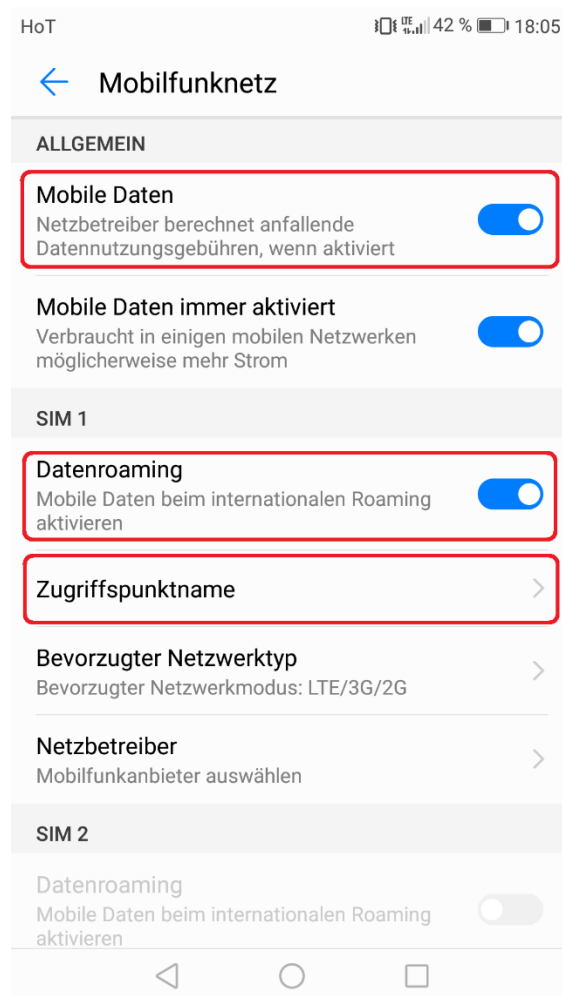 HoT LTE 42 % 18:05
Mobilfunknetz
ALLGEMEIN
Mobile Daten
Netzbetreiber berechnet anfallende
Datennutzungsgebühren, wenn aktiviert
Mobile Daten immer aktiviert
Verbraucht in einigen mobilen Netzwerken
möglicherweise mehr Strom
SIM 1
Datenroaming
Mobile Daten beim internationalen Roaming
aktivieren
Zugriffspunktname
Bevorzugter Netzwerktyp
Bevorzugter Netzwerkmodus: LTE/3G/2G
Netzbetreiber
Mobilfunkanbieter auswählen
SIM 2
Datenroaming
Mobile Daten beim internationalen Roaming
aktivieren